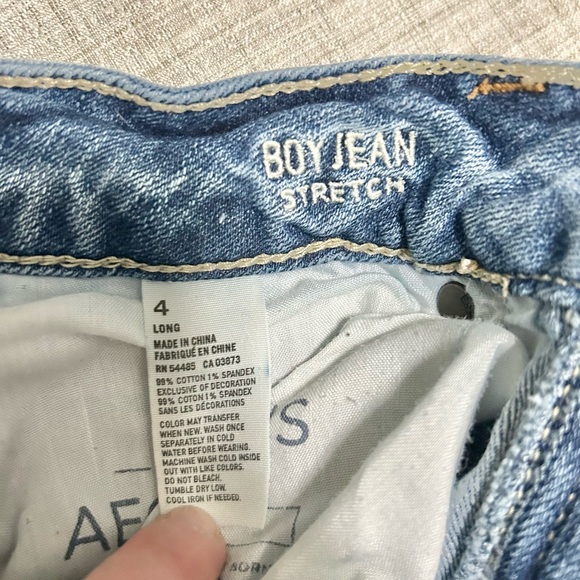 BOY JEAN
STRETCH
4
LONG
MADE IN CHINA
FABRIQUÉ EN CHINE
RN 54485 CA 03873
99% COTTON 1% SPANDEX
EXCLUSIVE OF DECORATION
99% COTON 1% SPANDEX
SANS LES DÉCORATIONS
COLOR MAY TRANSFER
WHEN NEW. WASH ONCE
SEPARATELY IN COLD
WATER BEFORE WEARING.
MACHINE WASH COLD INSIDE
OUT WITH LIKE COLORS.
DO NOT BLEACH.
TUMBLE DRY LOW.
COOL IRON IF NEEDED.